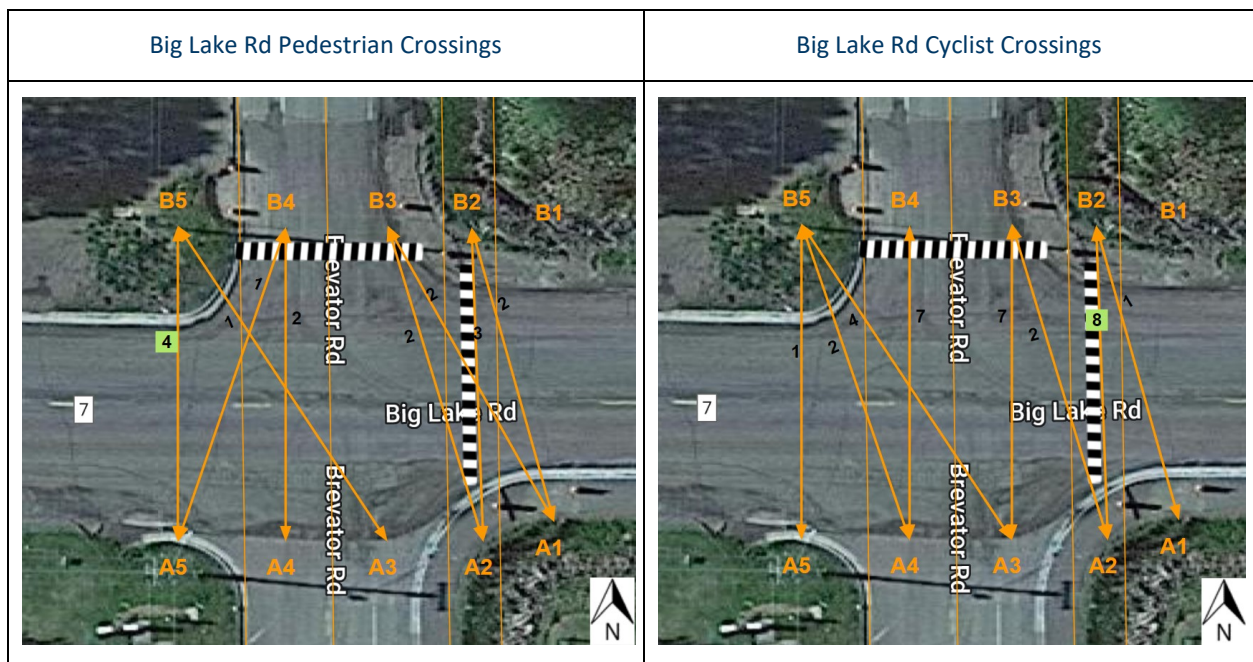 Big Lake Rd Pedestrian Crossings
Big Lake Rd Cyclist Crossings
B5 B4 B3 B2 B1
1
1
2
2
2
2
3
4
Brevator Rd
7
Big Lake Rd
Brevator Rd
A5 A4 A3 A2 A1
N
B5 B4 B3 B2 B1
1
2
4
7
7
2
8
1
Brevator Rd
7
Big Lake Rd
Brevator Rd
A5 A4 A3 A2 A1
N